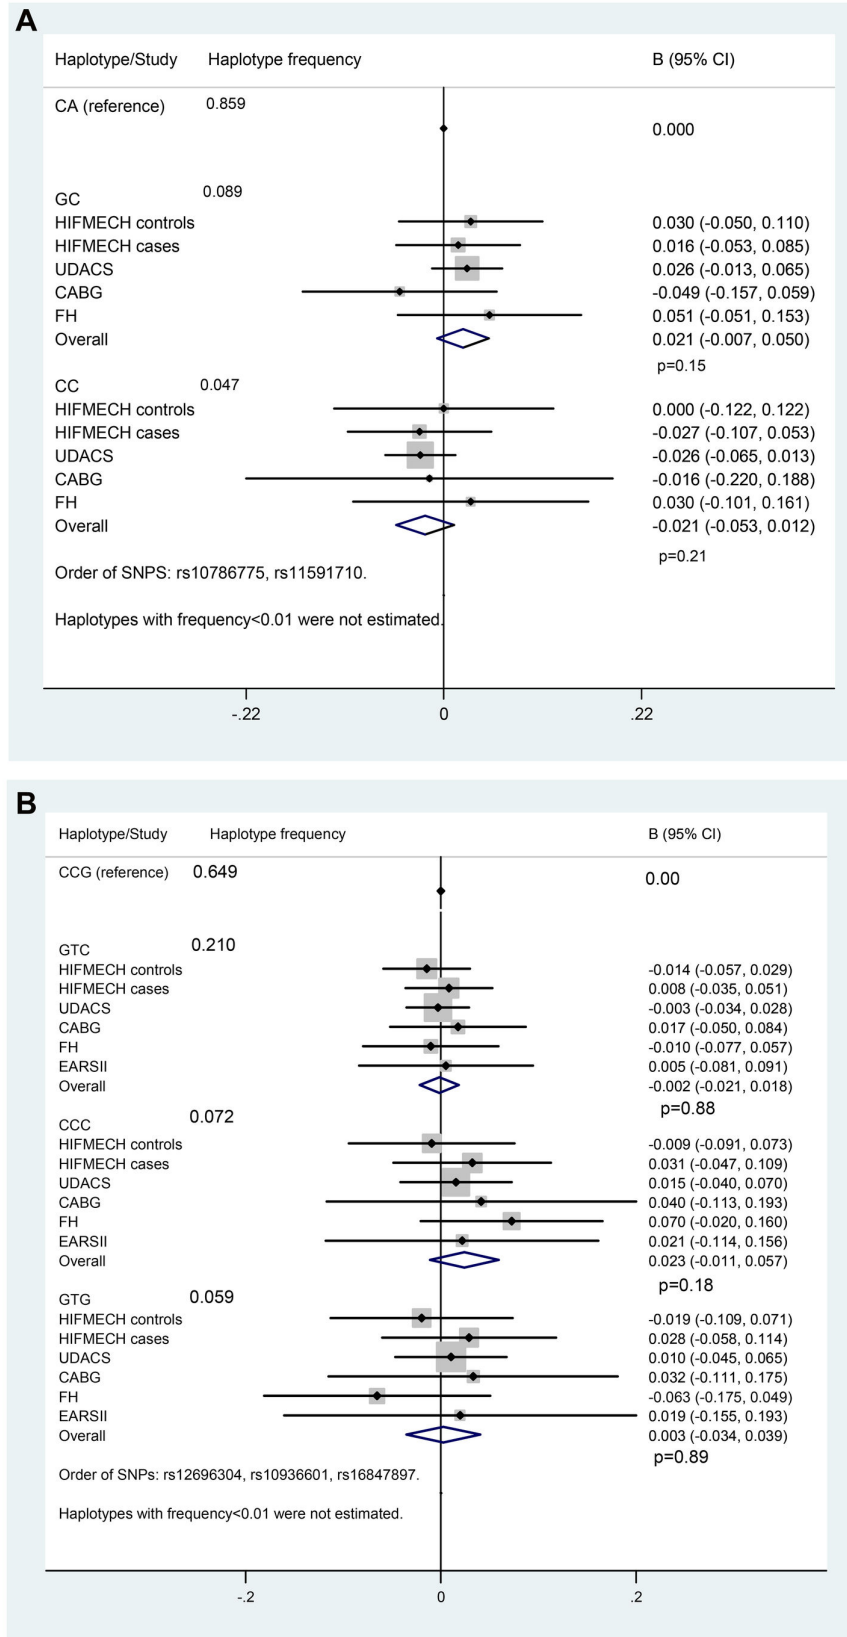 A
Haplotype/Study Haplotype frequency B (95% CI)
CA (reference) 0.859
0.000
GC 0.089
HIFMECH controls 0.030 (-0.050, 0.110)
HIFMECH cases 0.016 (-0.053, 0.085)
UDACS 0.026 (-0.013, 0.065)
CABG -0.049 (-0.157, 0.059)
FH 0.051 (-0.051, 0.153)
Overall 0.021 (-0.007, 0.050)
p=0.15
CC 0.047
HIFMECH controls 0.000 (-0.122, 0.122)
HIFMECH cases -0.027 (-0.107, 0.053)
UDACS -0.026 (-0.065, 0.013)
CABG -0.016 (-0.220, 0.188)
FH 0.030 (-0.101, 0.161)
Overall -0.021 (-0.053, 0.012)
p=0.21
Order of SNPS: rs10786775, rs11591710.
Haplotypes with frequency<0.01 were not estimated.
-.22 0 .22
B
Haplotype/Study Haplotype frequency B (95% CI)
CCG (reference) 0.649
0.00
GTC 0.210
HIFMECH controls -0.014 (-0.057, 0.029)
HIFMECH cases 0.008 (-0.035, 0.051)
UDACS -0.003 (-0.034, 0.028)
CABG 0.017 (-0.050, 0.084)
FH -0.010 (-0.077, 0.057)
EARSII 0.005 (-0.081, 0.091)
Overall -0.002 (-0.021, 0.018)
p=0.88
CCC 0.072
HIFMECH controls -0.009 (-0.091, 0.073)
HIFMECH cases 0.031 (-0.047, 0.109)
UDACS 0.015 (-0.040, 0.070)
CABG 0.040 (-0.113, 0.193)
FH 0.070 (-0.020, 0.160)
EARSII 0.021 (-0.114, 0.156)
Overall 0.023 (-0.011, 0.057)
p=0.18
GTG 0.059
HIFMECH controls -0.019 (-0.109, 0.071)
HIFMECH cases 0.028 (-0.058, 0.114)
UDACS 0.010 (-0.045, 0.065)
CABG 0.032 (-0.111, 0.175)
FH -0.063 (-0.175, 0.049)
EARSII 0.019 (-0.155, 0.193)
Overall 0.003 (-0.034, 0.039)
p=0.89
Order of SNPs: rs12696304, rs10936601, rs16847897.
Haplotypes with frequency<0.01 were not estimated.
-.2 0 .2